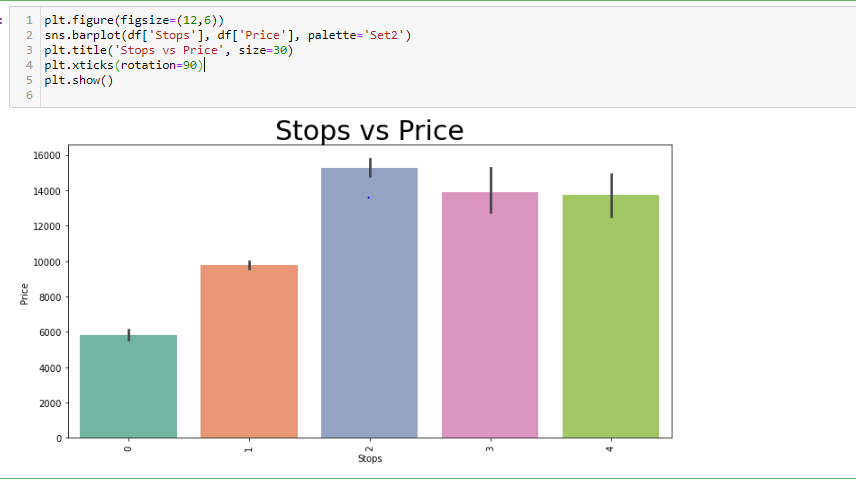 1 plt.figure(figsize=(12,6))
2 sns.barplot(df['Stops'], df['Price'], palette='Set2')
3 plt.title('Stops vs Price', size=30)
4 plt.xticks(rotation=90)
5 plt.show()
6
Stops vs Price
16000
14000
12000
10000
8000
6000
4000
2000
0
Price
0 1 2 3 4
Stops